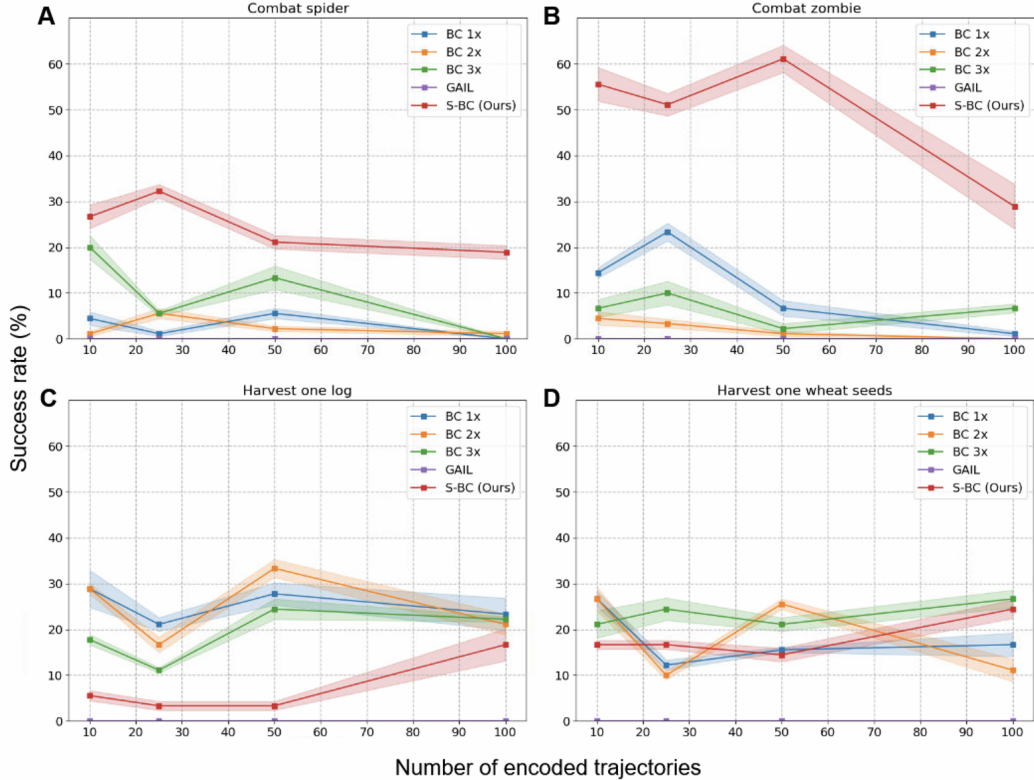 A
Combat spider
60
50
40
30
20
10
0
10 20 30 40 50 60 70 80 90 100
BC 1x
BC 2x
BC 3x
GAIL
S-BC (Ours)
B
Combat zombie
60
50
40
30
20
10
0
10 20 30 40 50 60 70 80 90 100
BC 1x
BC 2x
BC 3x
GAIL
S-BC (Ours)
Success rate (%)
C
Harvest one log
60
50
40
30
20
10
0
10 20 30 40 50 60 70 80 90 100
BC 1x
BC 2x
BC 3x
GAIL
S-BC (Ours)
D
Harvest one wheat seeds
60
50
40
30
20
10
0
10 20 30 40 50 60 70 80 90 100
BC 1x
BC 2x
BC 3x
GAIL
S-BC (Ours)
Number of encoded trajectories